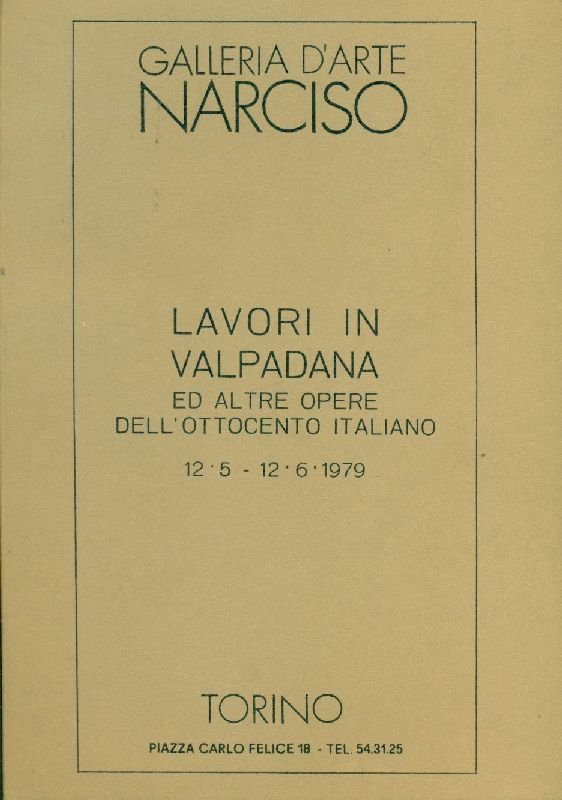 GALLERIA D'ARTE
NARCISO
LAVORI IN
VALPADANA
ED ALTRE OPERE
DELL'OTTOCENTO ITALIANO
12·5 - 12·6·1979
TORINO
PIAZZA CARLO FELICE 18 - TEL. 54.31.25